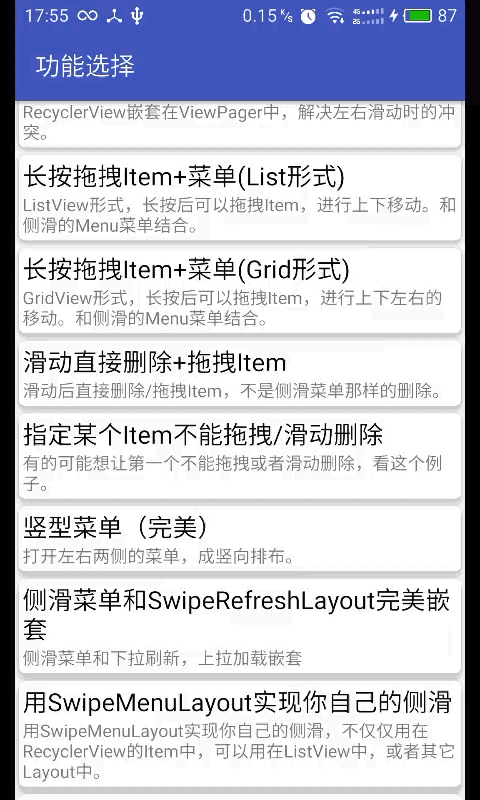 17:55 0.15 K/s 4G 2G 87
功能选择
RecyclerView嵌套在ViewPager中，解决左右滑动时的冲
突。
长按拖拽Item+菜单(List形式)
ListView形式，长按后可以拖拽Item，进行上下移动。和
侧滑的Menu菜单结合。
长按拖拽Item+菜单(Grid形式)
GridView形式，长按后可以拖拽Item，进行上下左右的
移动。和侧滑的Menu菜单结合。
滑动直接删除+拖拽Item
滑动后直接删除/拖拽Item，不是侧滑菜单那样的删除。
指定某个Item不能拖拽/滑动删除
有的可能想让第一个不能拖拽或者滑动删除，看这个例
子。
竖型菜单（完美）
打开左右两侧的菜单，成竖向排布。
侧滑菜单和SwipeRefreshLayout完美嵌
套
侧滑菜单和下拉刷新，上拉加载嵌套
用SwipeMenuLayout实现你自己的侧滑
用SwipeMenuLayout实现你自己的侧滑，不仅仅用在
RecyclerView的Item中，可以用在ListView中，或者其它
Layout中。